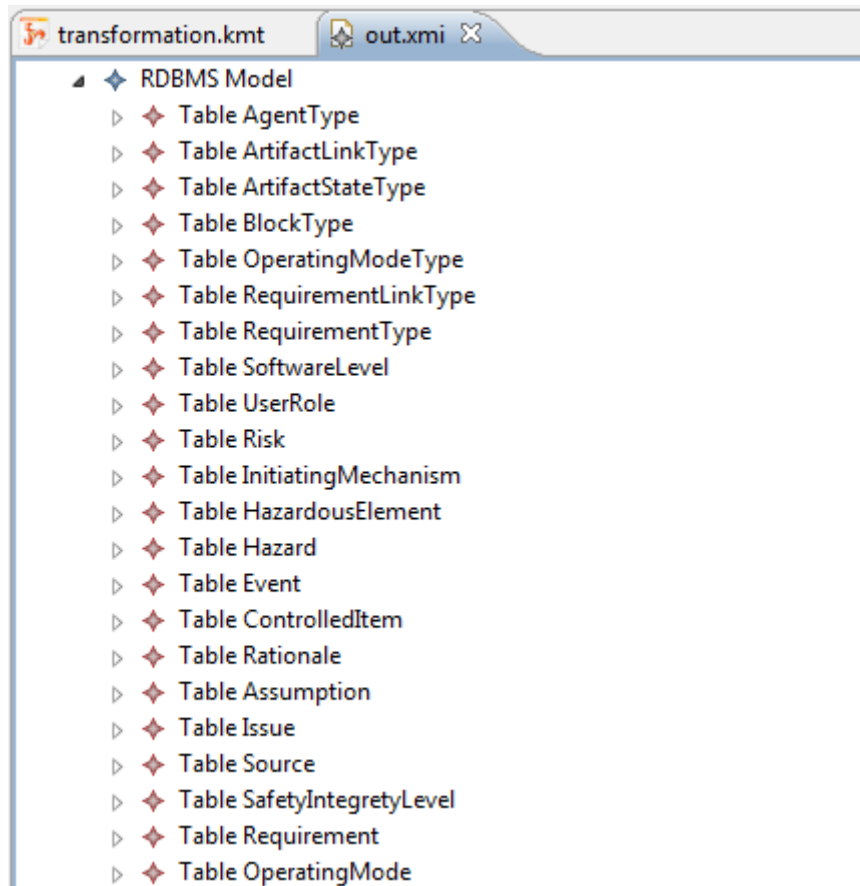 transformation.kmt out.xmi
RDBMS Model
Table AgentType
Table ArtifactLinkType
Table ArtifactStateType
Table BlockType
Table OperatingModeType
Table RequirementLinkType
Table RequirementType
Table SoftwareLevel
Table UserRole
Table Risk
Table InitiatingMechanism
Table HazardousElement
Table Hazard
Table Event
Table ControlledItem
Table Rationale
Table Assumption
Table Issue
Table Source
Table SafetyIntegretyLevel
Table Requirement
Table OperatingMode